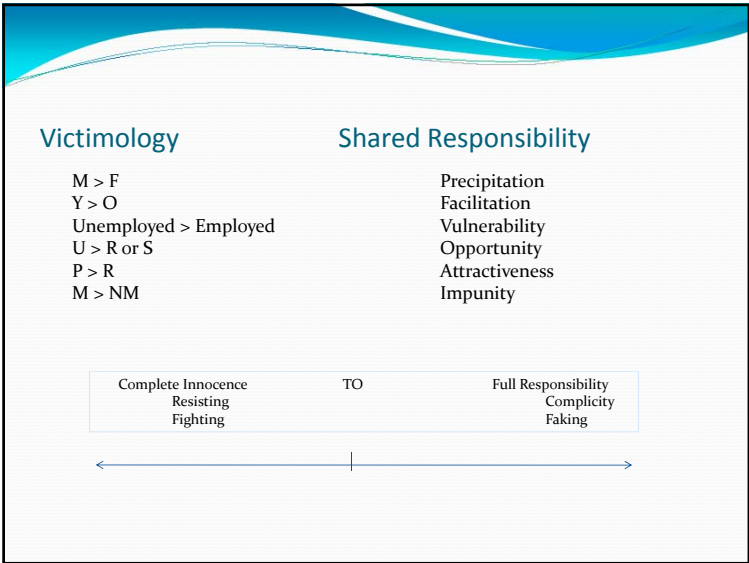 Victimology
M > F
Y > O
Unemployed > Employed
U > R or S
P > R
M > NM
Shared Responsibility
Precipitation
Facilitation
Vulnerability
Opportunity
Attractiveness
Impunity
Complete Innocence TO Full Responsibility
Resisting Complicity
Fighting Faking